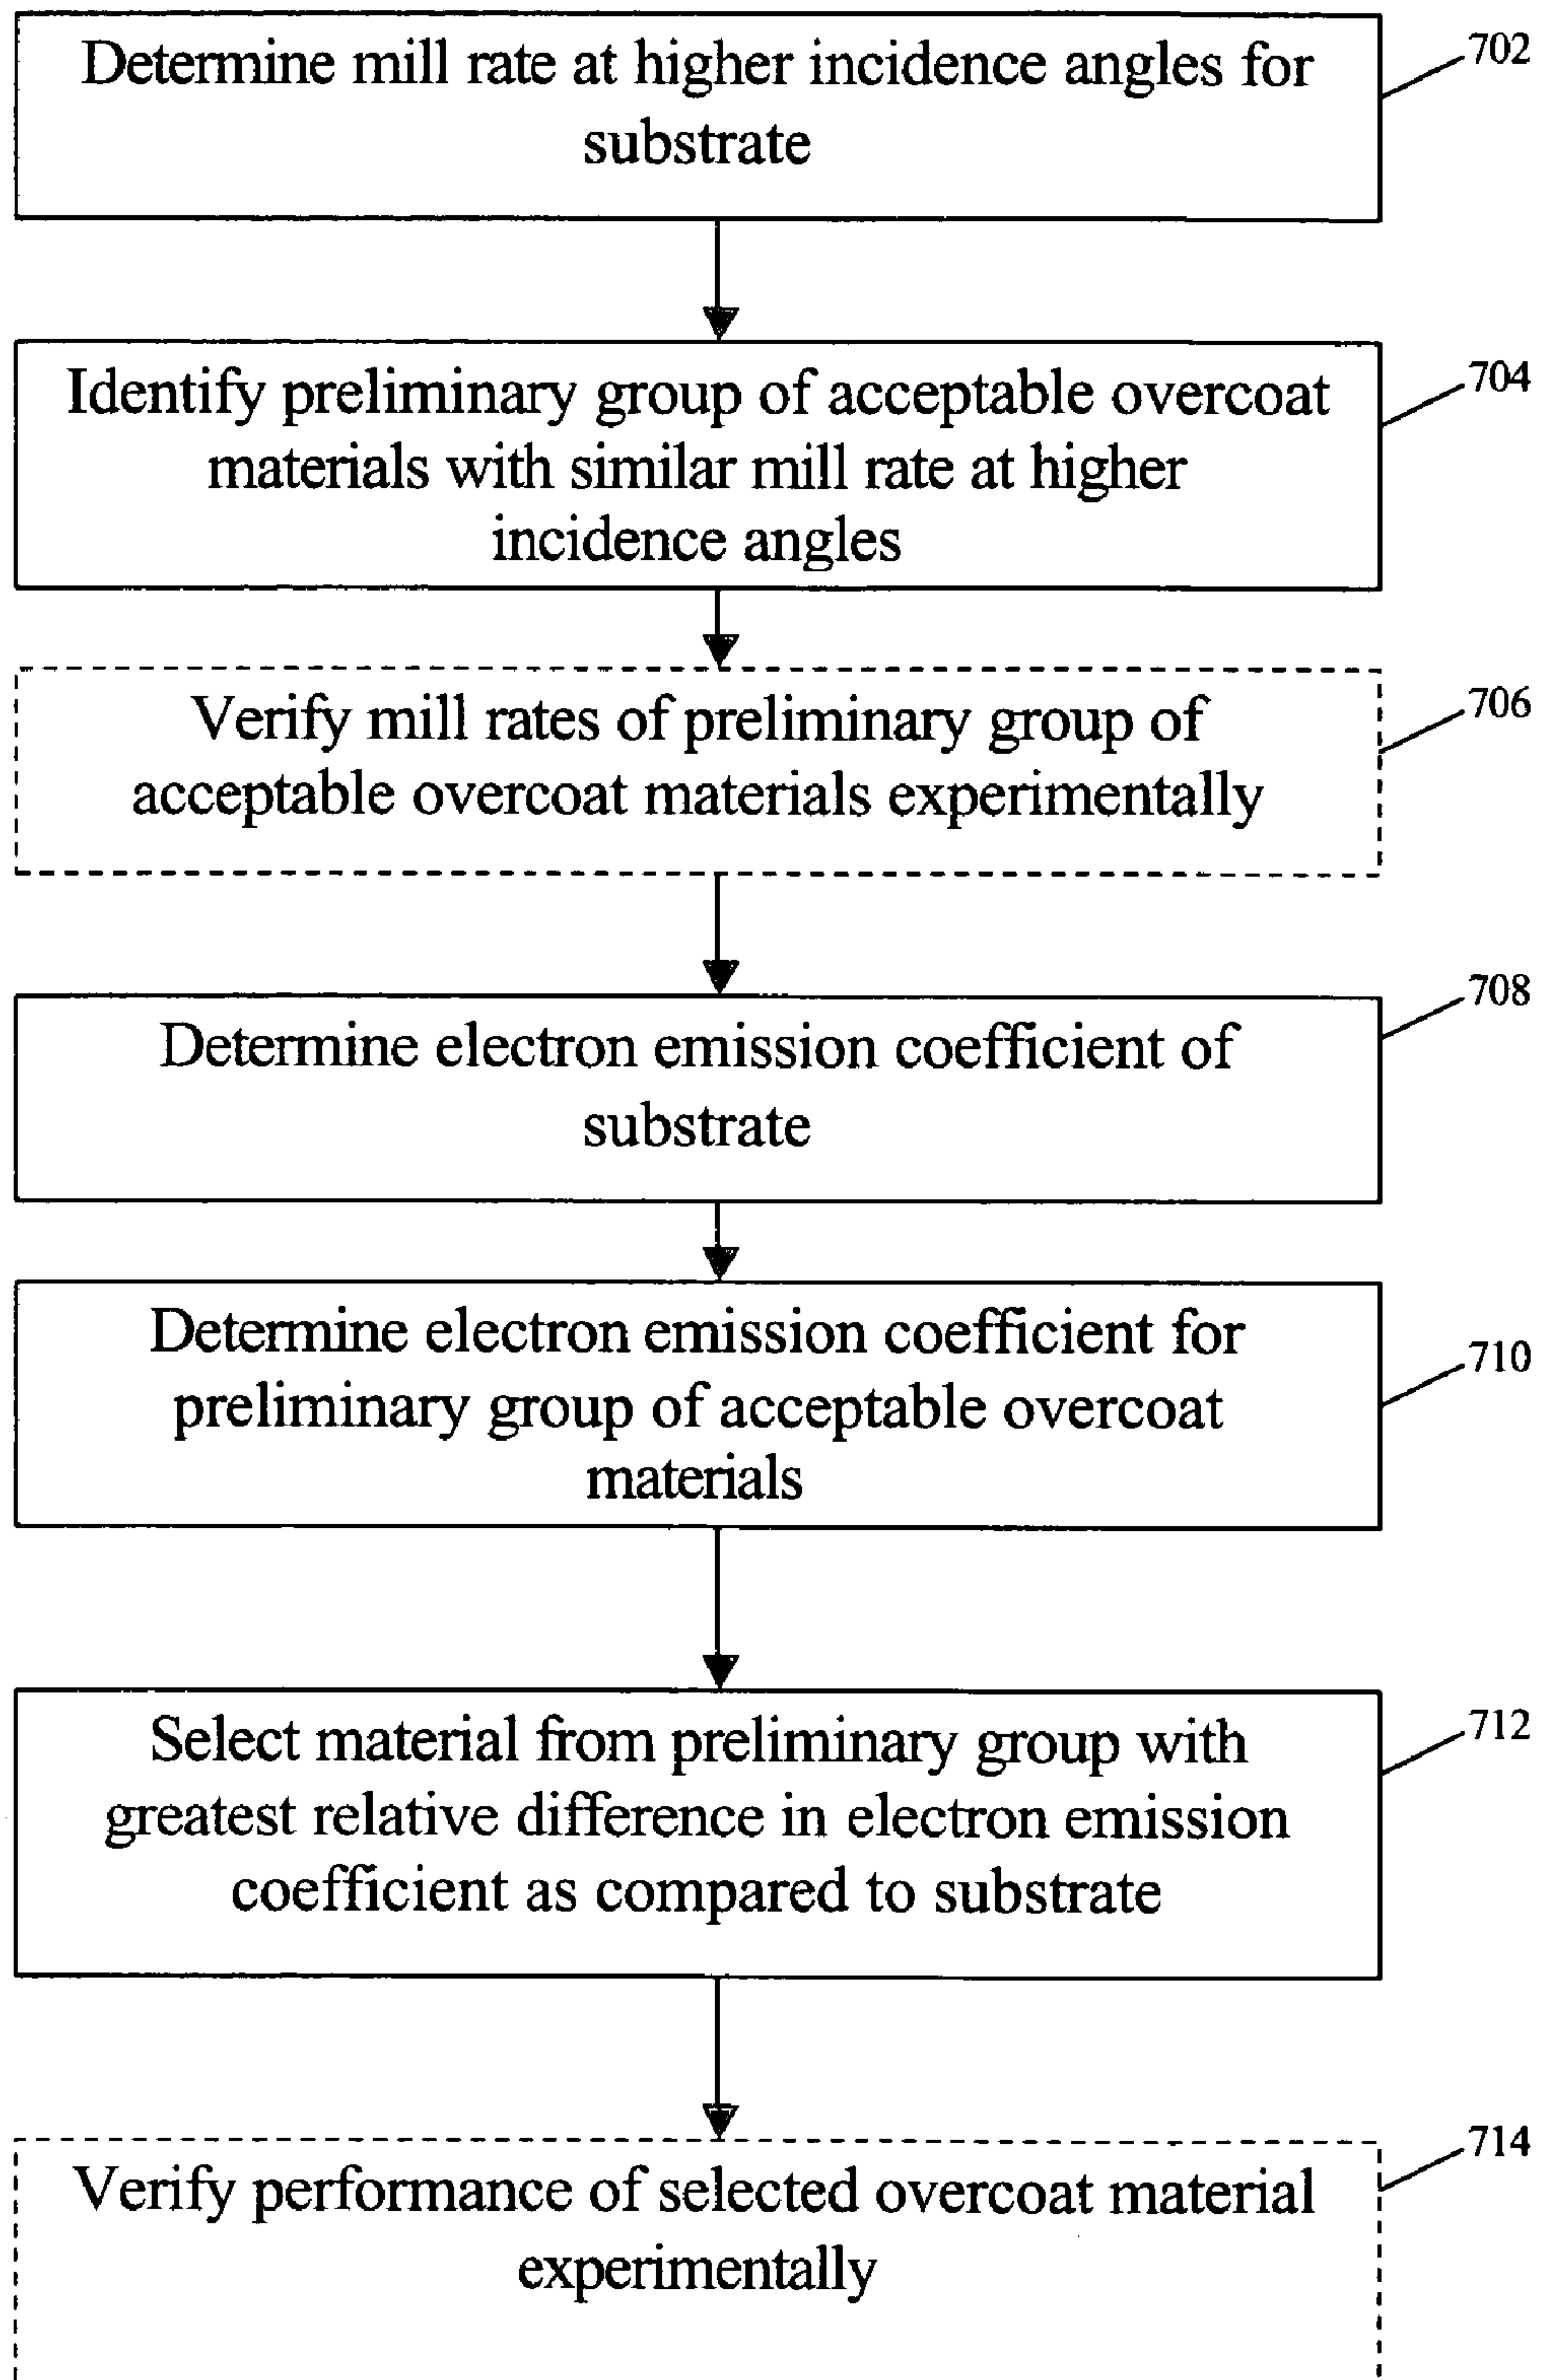 Determine mill rate at higher incidence angles for
substrate
702
Identify preliminary group of acceptable overcoat
materials with similar mill rate at higher
incidence angles
704
Verify mill rates of preliminary group of
acceptable overcoat materials experimentally
706
Determine electron emission coefficient of
substrate
708
Determine electron emission coefficient for
preliminary group of acceptable overcoat
materials
710
Select material from preliminary group with
greatest relative difference in electron emission
coefficient as compared to substrate
712
Verify performance of selected overcoat material
experimentally
714